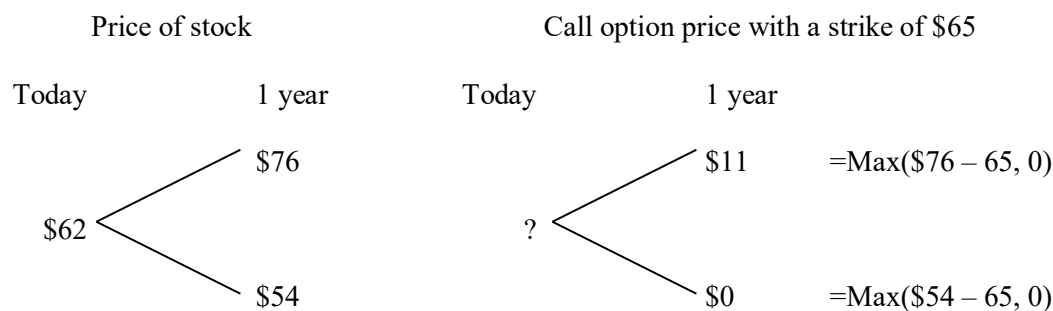 Price of stock Call option price with a strike of $65
Today 1 year Today 1 year
$76 $11 =Max($76 – 65, 0)
$62 ?
$54 $0 =Max($54 – 65, 0)